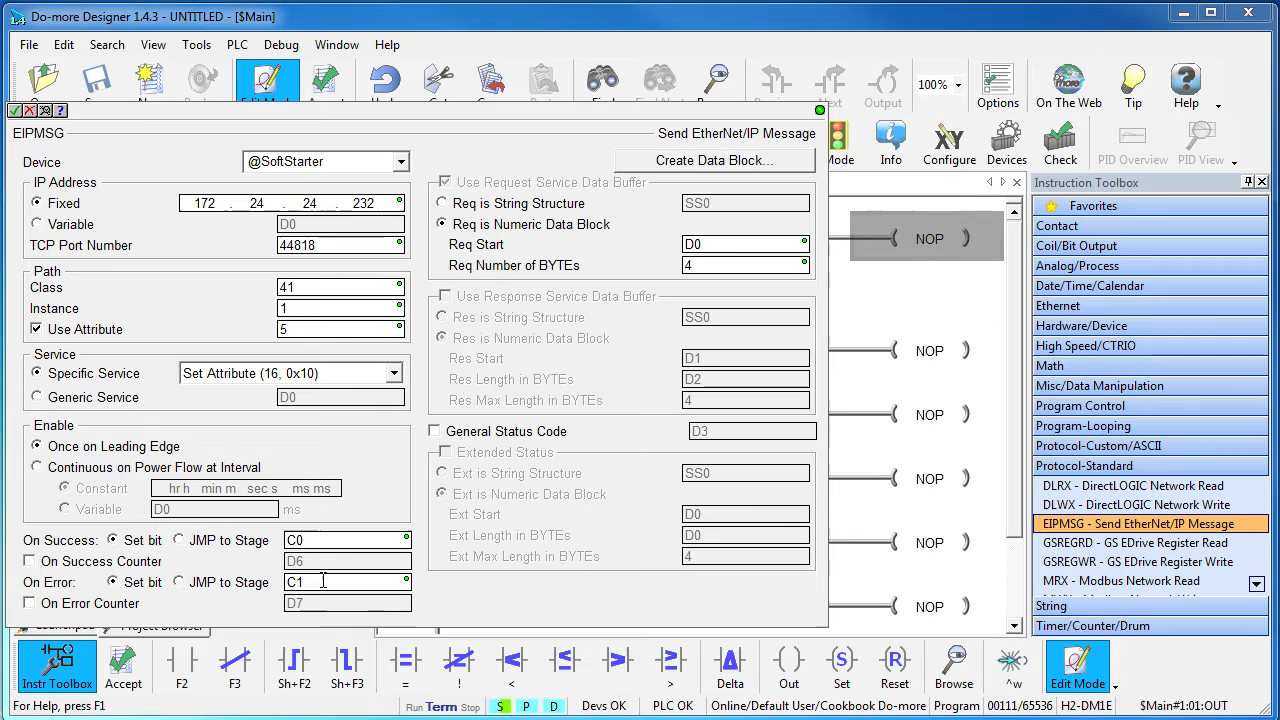 Do-more Designer 1.4.3 - UNTITLED - [$Main]
File Edit Search View Tools PLC Debug Window Help
100%
Edit Mode
Output Options On The Web Tip Help
EIPMSG Send EtherNet/IP Message
Mode Info Configure Devices Check PID Overview PID View
Device @SoftStarter Create Data Block...
IP Address
Fixed 172 . 24 . 24 . 232
Variable D0
TCP Port Number 44818
Path
Class 41
Instance 1
Use Attribute 5
Service
Specific Service Set Attribute (16, 0x10)
Generic Service D0
Enable
Once on Leading Edge
Continuous on Power Flow at Interval
Constant hr h min m sec s ms ms
Variable D0 ms
On Success: Set bit JMP to Stage C0
On Success Counter D6
On Error: Set bit JMP to Stage C1
On Error Counter D7
Use Request Service Data Buffer
Req is String Structure SS0
Req is Numeric Data Block
Req Start D0
Req Number of BYTEs 4
Use Response Service Data Buffer
Res is String Structure SS0
Res is Numeric Data Block
Res Start D1
Res Length in BYTEs D2
Res Max Length in BYTEs 4
General Status Code D3
Extended Status
Ext is String Structure SS0
Ext is Numeric Data Block
Ext Start D0
Ext Length in BYTEs D0
Ext Max Length in BYTEs 4
NOP
NOP
NOP
NOP
NOP
NOP
Instruction Toolbox
Favorites
Contact
Coil/Bit Output
Analog/Process
Date/Time/Calendar
Ethernet
Hardware/Device
High Speed/CTRIO
Math
Misc/Data Manipulation
Program Control
Program-Looping
Protocol-Custom/ASCII
Protocol-Standard
DLRX - DirectLOGIC Network Read
DLWX - DirectLOGIC Network Write
EIPMSG - Send EtherNet/IP Message
GSREGRD - GS EDrive Register Read
GSREGWR - GS EDrive Register Write
MRX - Modbus Network Read
String
Timer/Counter/Drum
Instr Toolbox Accept F2 F3 Sh+F2 Sh+F3 = ! < > Delta Out Set Reset Browse ^w Edit Mode
For Help, press F1 Run Term Stop S P D Devs OK PLC OK Online/Default User/Cookbook Do-more Program 00111/65536 H2-DM1E $Main#1:01:OUT